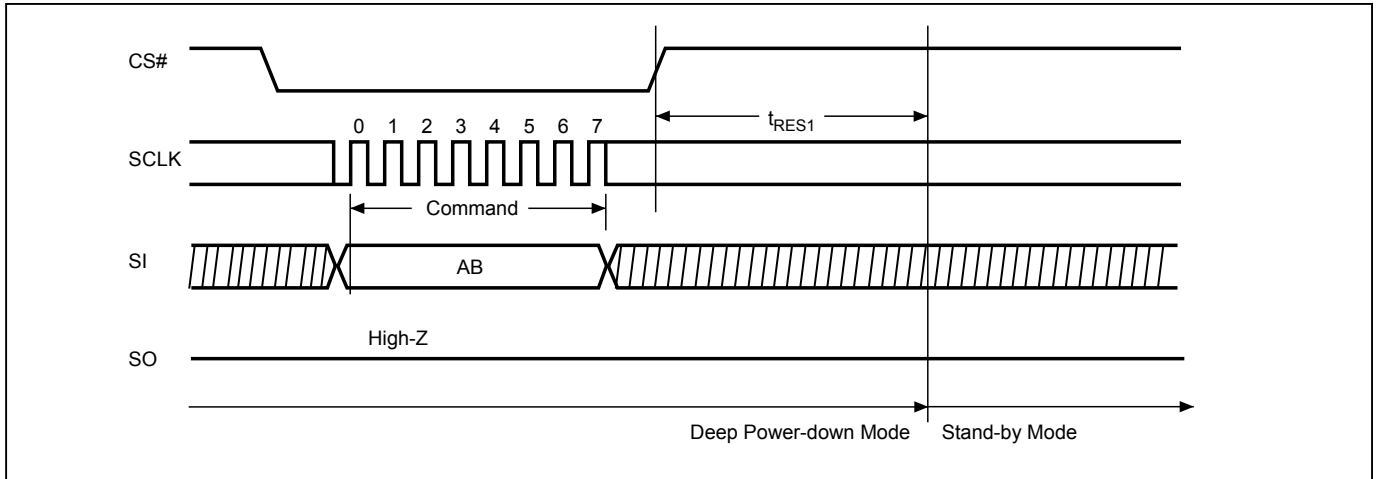 CS#
tRES1
0 1 2 3 4 5 6 7
SCLK
Command
SI
AB
High-Z
SO
Deep Power-down Mode
Stand-by Mode